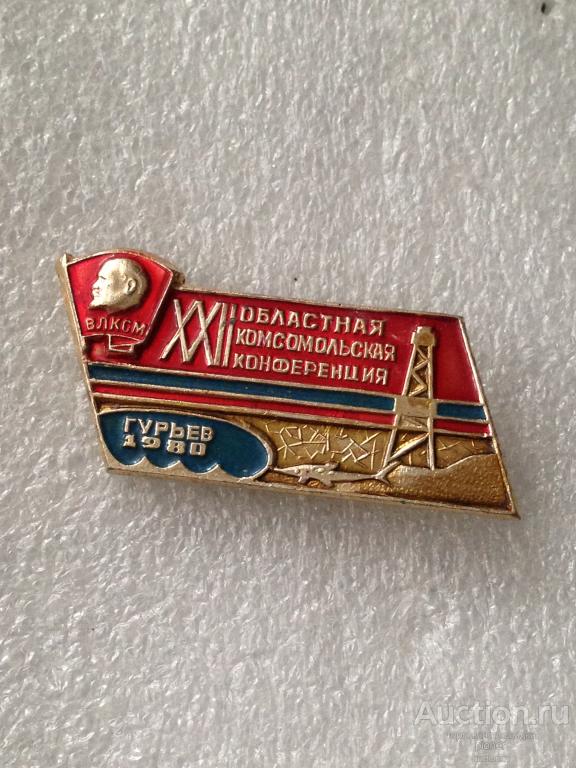 ВЛКСМ
XXII ОБЛАСТНАЯ
КОМСОМОЛЬСКАЯ
КОНФЕРЕНЦИЯ
ГУРЬЕВ
1980
Auction.ru